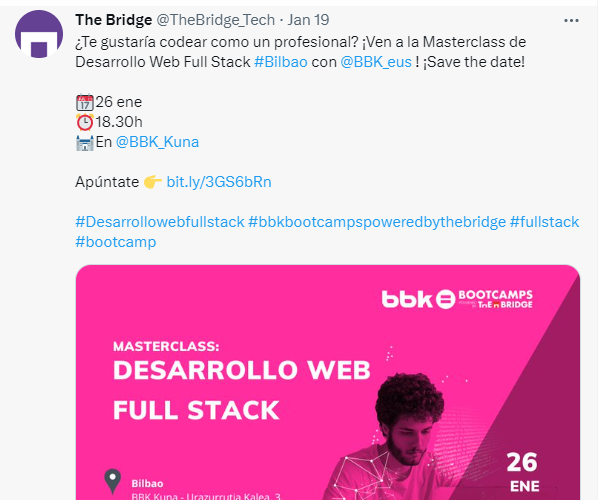 The Bridge @TheBridge_Tech · Jan 19
¿Te gustaría codear como un profesional? ¡Ven a la Masterclass de
Desarrollo Web Full Stack #Bilbao con @BBK_eus ! ¡Save the date!
26 ene
18.30h
En @BBK_Kuna
Apúntate 👉 bit.ly/3GS6bRn
#Desarrollowebfullstack #bbkbootcampspoweredbythebridge #fullstack
#bootcamp
bbk BOOTCAMPS
THE BRIDGE
MASTERCLASS:
DESARROLLO WEB
FULL STACK
26
ENE
Bilbao
BBK Kuna - Urazurrutia Kalea, 3